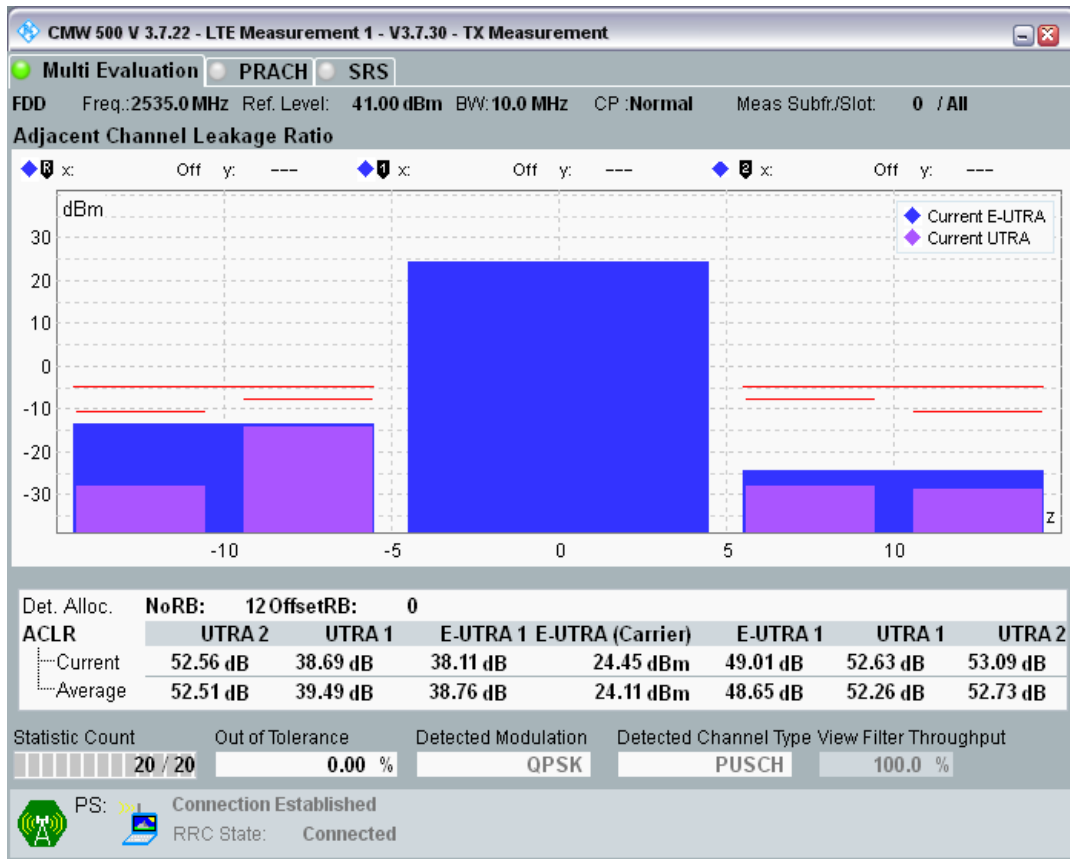 CMW 500 V 3.7.22 - LTE Measurement 1 - V3.7.30 - TX Measurement
Multi Evaluation PRACH SRS
FDD Freq.:2535.0 MHz Ref. Level: 41.00 dBm BW:10.0 MHz CP :Normal Meas Subfr./Slot: 0 / All
Adjacent Channel Leakage Ratio
R x: Off y: --- 1 x: Off y: --- 2 x: Off y: ---
dBm
Current E-UTRA
Current UTRA
30
20
10
0
-10
-20
-30
z
-10 -5 0 5 10
Det. Alloc. NoRB: 12 OffsetRB: 0
ACLR UTRA 2 UTRA 1 E-UTRA 1 E-UTRA (Carrier) E-UTRA 1 UTRA 1 UTRA 2
Current 52.56 dB 38.69 dB 38.11 dB 24.45 dBm 49.01 dB 52.63 dB 53.09 dB
Average 52.51 dB 39.49 dB 38.76 dB 24.11 dBm 48.65 dB 52.26 dB 52.73 dB
Statistic Count Out of Tolerance Detected Modulation Detected Channel Type View Filter Throughput
20 / 20 0.00 % QPSK PUSCH 100.0 %
PS: Connection Established
RRC State: Connected